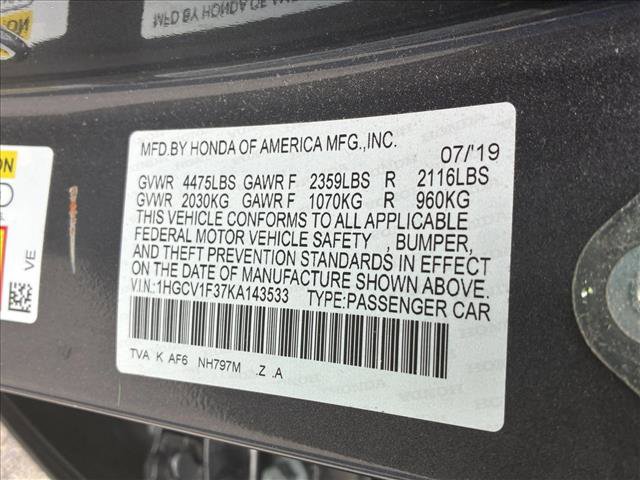 MFD.BY HONDA OF AMERICA MFG.,INC. 07/'19
GVWR 4475LBS GAWR F 2359LBS R 2116LBS
GVWR 2030KG GAWR F 1070KG R 960KG
THIS VEHICLE CONFORMS TO ALL APPLICABLE
FEDERAL MOTOR VEHICLE SAFETY , BUMPER,
AND THEFT PREVENTION STANDARDS IN EFFECT
ON THE DATE OF MANUFACTURE SHOWN ABOVE.
V.I.N.:1HGCV1F37KA143533 TYPE:PASSENGER CAR
TVA K AF6 NH797M .Z .A
VE